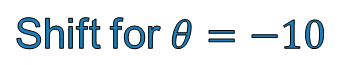 Shift for θ = −10